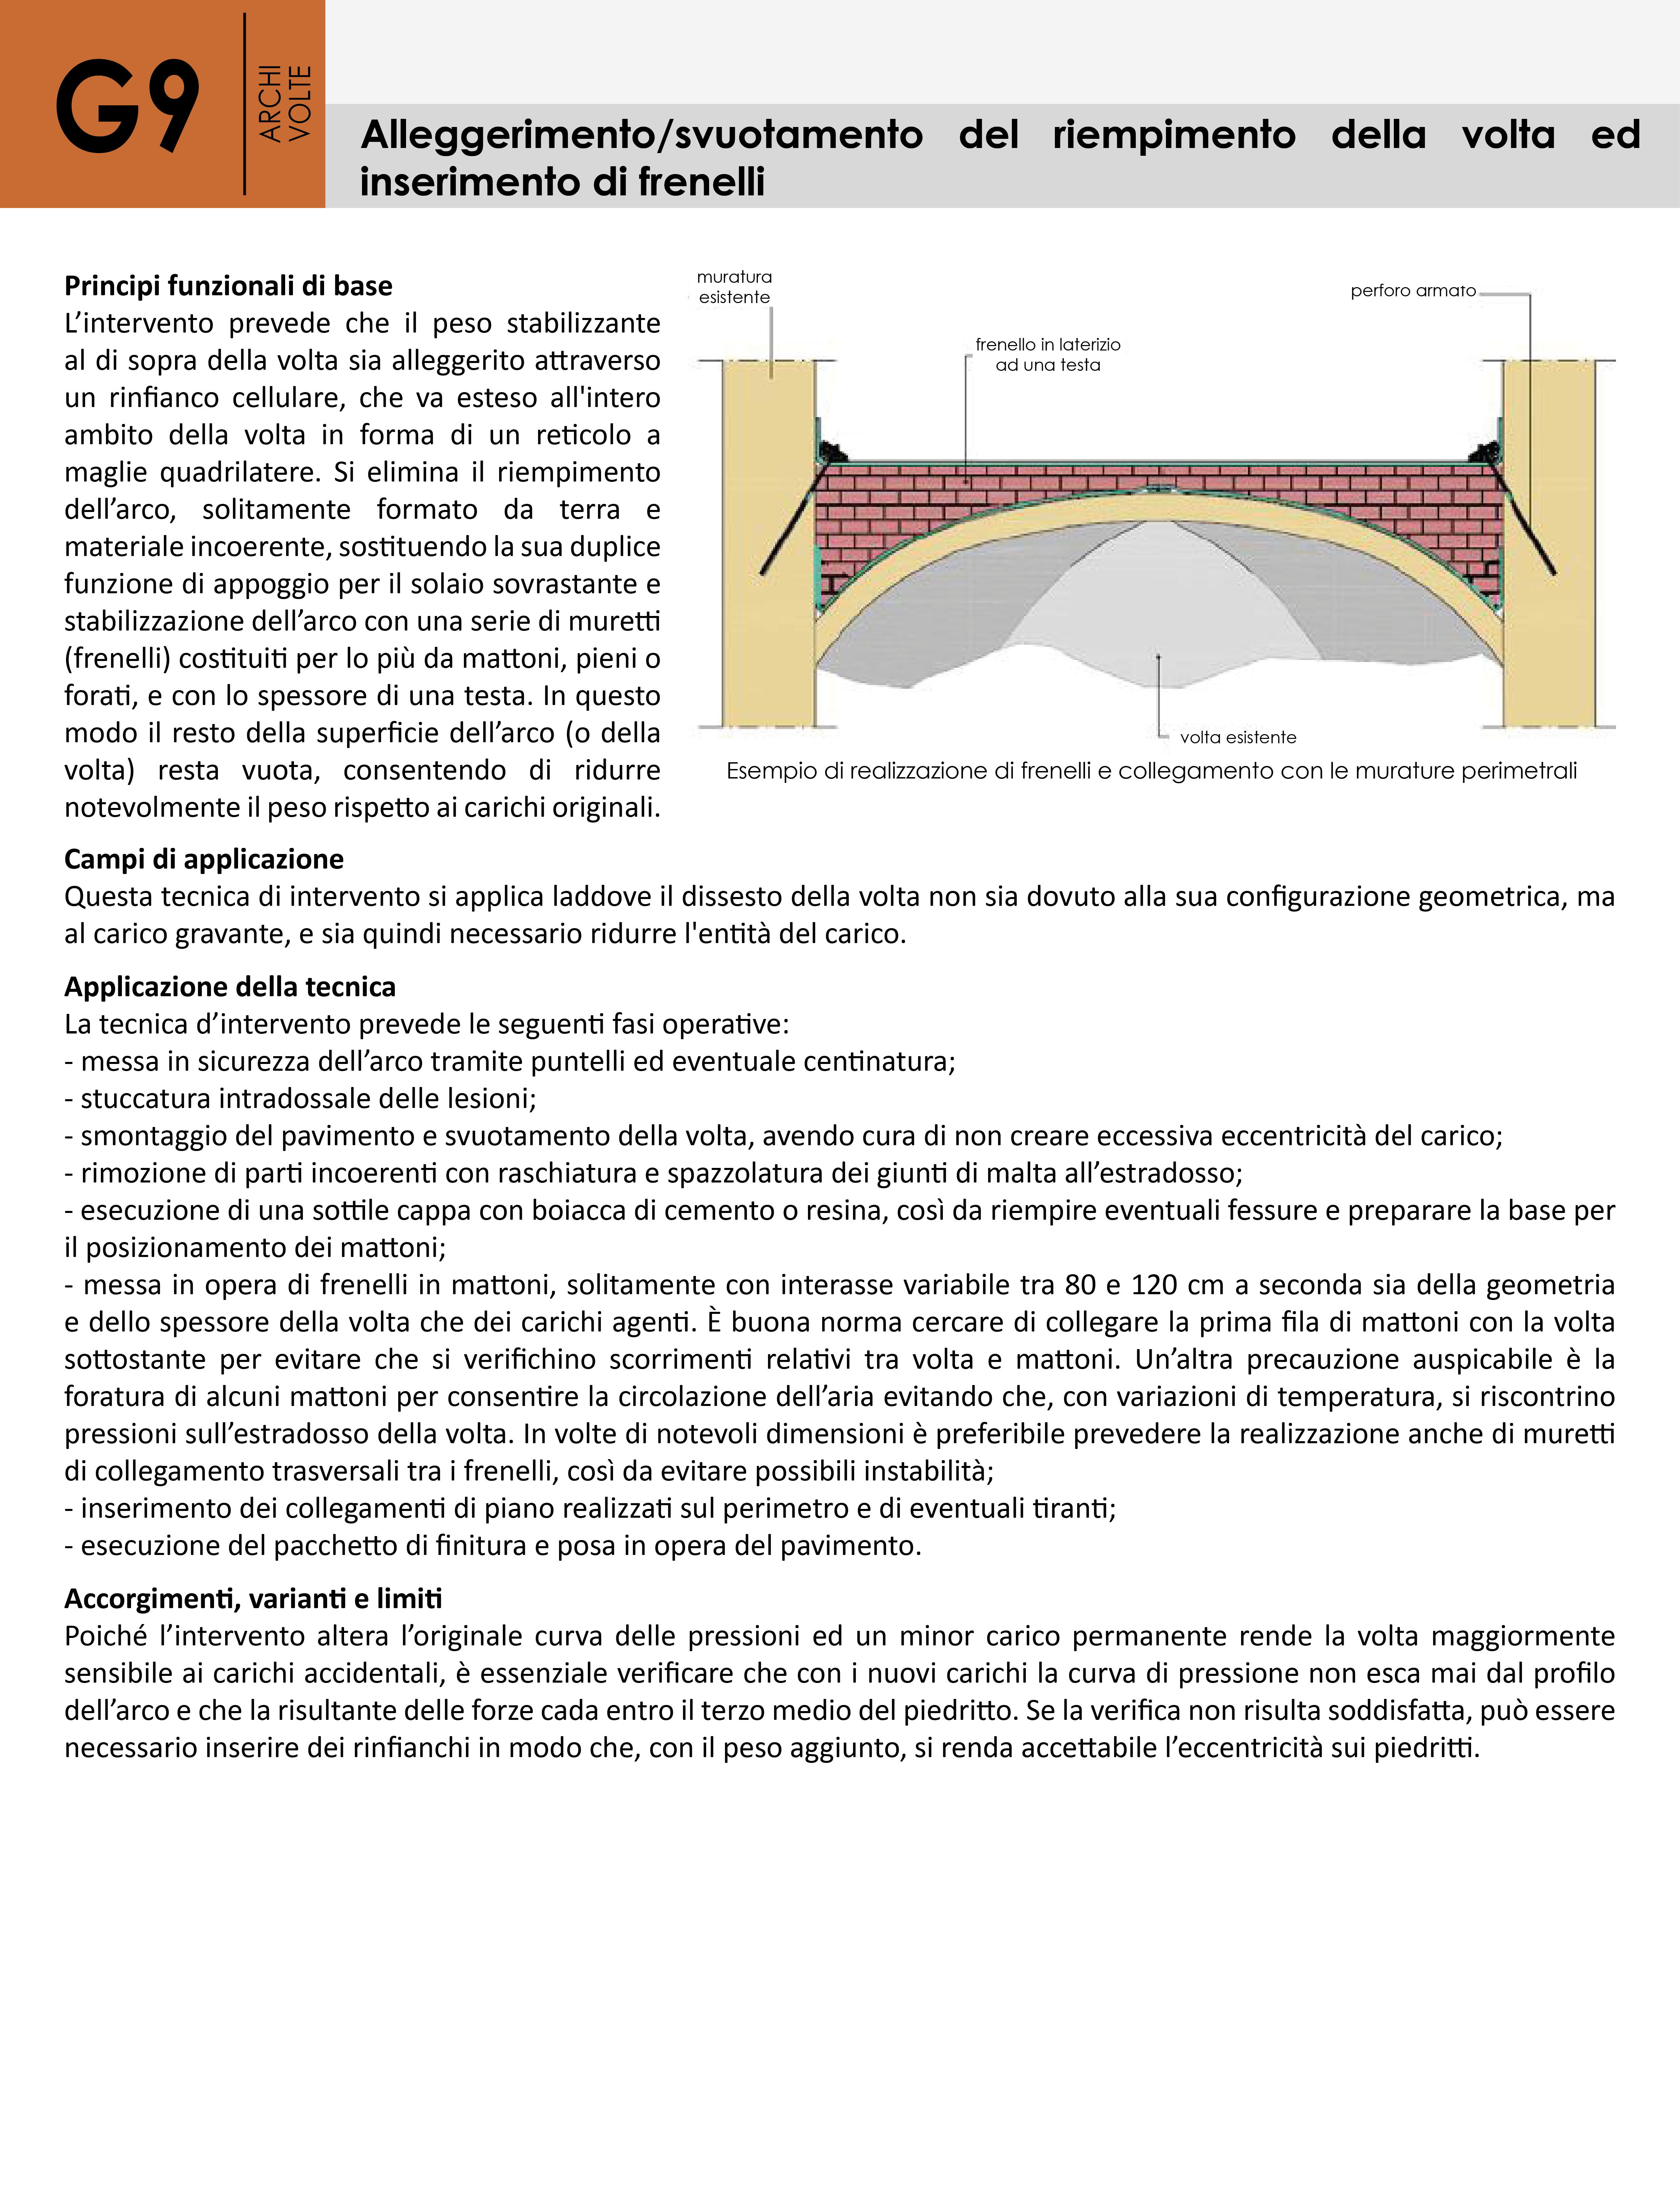 G9
ARCHI
VOLTE
Alleggerimento/svuotamento del riempimento della volta ed
inserimento di frenelli
Principi funzionali di base
L’intervento prevede che il peso stabilizzante
al di sopra della volta sia alleggerito attraverso
un rinfianco cellulare, che va esteso all'intero
ambito della volta in forma di un reticolo a
maglie quadrilatere. Si elimina il riempimento
dell’arco, solitamente formato da terra e
materiale incoerente, sostituendo la sua duplice
funzione di appoggio per il solaio sovrastante e
stabilizzazione dell’arco con una serie di muretti
(frenelli) costituiti per lo più da mattoni, pieni o
forati, e con lo spessore di una testa. In questo
modo il resto della superficie dell’arco (o della
volta) resta vuota, consentendo di ridurre
notevolmente il peso rispetto ai carichi originali.
muratura
esistente
perforo armato
frenello in laterizio
ad una testa
volta esistente
Esempio di realizzazione di frenelli e collegamento con le murature perimetrali
Campi di applicazione
Questa tecnica di intervento si applica laddove il dissesto della volta non sia dovuto alla sua configurazione geometrica, ma
al carico gravante, e sia quindi necessario ridurre l'entità del carico.
Applicazione della tecnica
La tecnica d’intervento prevede le seguenti fasi operative:
- messa in sicurezza dell’arco tramite puntelli ed eventuale centinatura;
- stuccatura intradossale delle lesioni;
- smontaggio del pavimento e svuotamento della volta, avendo cura di non creare eccessiva eccentricità del carico;
- rimozione di parti incoerenti con raschiatura e spazzolatura dei giunti di malta all’estradosso;
- esecuzione di una sottile cappa con boiacca di cemento o resina, così da riempire eventuali fessure e preparare la base per
il posizionamento dei mattoni;
- messa in opera di frenelli in mattoni, solitamente con interasse variabile tra 80 e 120 cm a seconda sia della geometria
e dello spessore della volta che dei carichi agenti. È buona norma cercare di collegare la prima fila di mattoni con la volta
sottostante per evitare che si verifichino scorrimenti relativi tra volta e mattoni. Un’altra precauzione auspicabile è la
foratura di alcuni mattoni per consentire la circolazione dell’aria evitando che, con variazioni di temperatura, si riscontrino
pressioni sull’estradosso della volta. In volte di notevoli dimensioni è preferibile prevedere la realizzazione anche di muretti
di collegamento trasversali tra i frenelli, così da evitare possibili instabilità;
- inserimento dei collegamenti di piano realizzati sul perimetro e di eventuali tiranti;
- esecuzione del pacchetto di finitura e posa in opera del pavimento.
Accorgimenti, varianti e limiti
Poiché l’intervento altera l’originale curva delle pressioni ed un minor carico permanente rende la volta maggiormente
sensibile ai carichi accidentali, è essenziale verificare che con i nuovi carichi la curva di pressione non esca mai dal profilo
dell’arco e che la risultante delle forze cada entro il terzo medio del piedritto. Se la verifica non risulta soddisfatta, può essere
necessario inserire dei rinfianchi in modo che, con il peso aggiunto, si renda accettabile l’eccentricità sui piedritti.